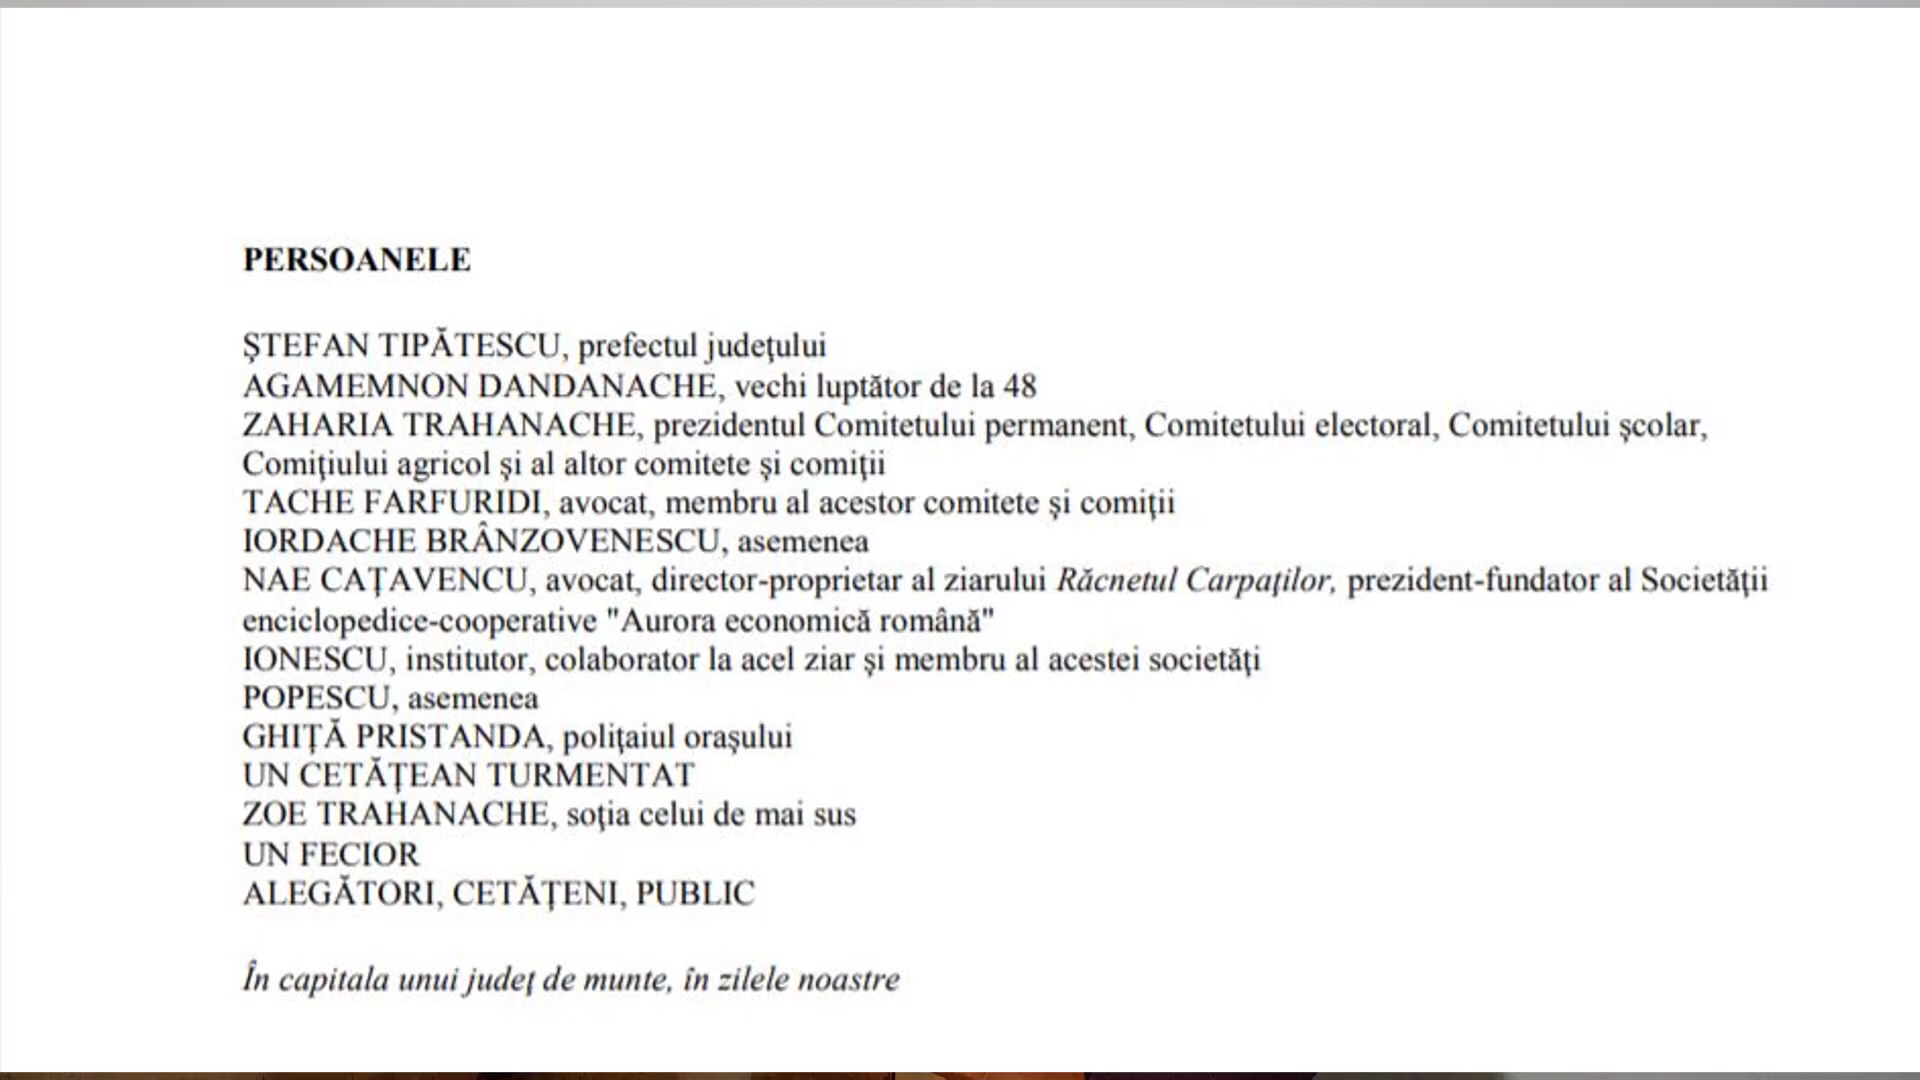 PERSOANELE
ŞTEFAN TIPĂTESCU, prefectul judeţului
AGAMEMNON DANDANACHE, vechi luptător de la 48
ZAHARIA TRAHANACHE, prezidentul Comitetului permanent, Comitetului electoral, Comitetului şcolar,
Comiţiului agricol şi al altor comitete şi comiţii
TACHE FARFURIDI, avocat, membru al acestor comitete şi comiţii
IORDACHE BRÂNZOVENESCU, asemenea
NAE CAŢAVENCU, avocat, director-proprietar al ziarului Răcnetul Carpaţilor, prezident-fundator al Societăţii
enciclopedice-cooperative "Aurora economică română"
IONESCU, institutor, colaborator la acel ziar şi membru al acestei societăţi
POPESCU, asemenea
GHIŢĂ PRISTANDA, poliţaiul oraşului
UN CETĂŢEAN TURMENTAT
ZOE TRAHANACHE, soţia celui de mai sus
UN FECIOR
ALEGĂTORI, CETĂŢENI, PUBLIC
În capitala unui judeţ de munte, în zilele noastre